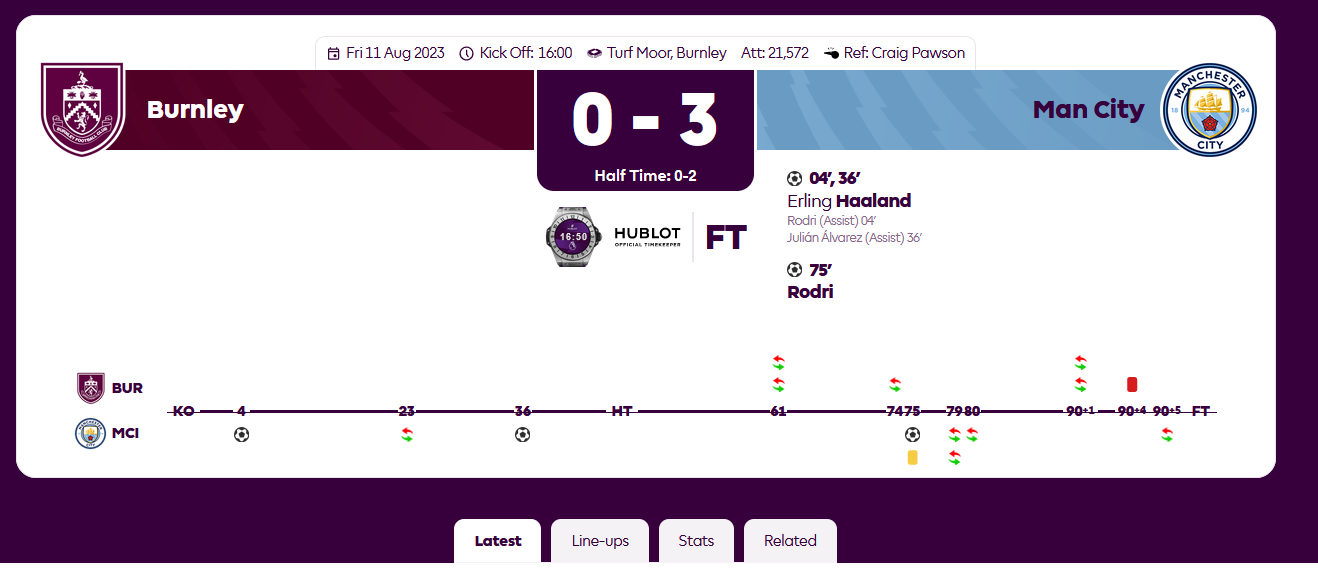 Fri 11 Aug 2023 Kick Off: 16:00 Turf Moor, Burnley Att: 21,572 Ref: Craig Pawson
Burnley
0 - 3
Man City
MANCHESTER
18 94
CITY
Half Time: 0-2
16:50
HUBLOT
OFFICIAL TIMEKEEPER
FT
04', 36'
Erling Haaland
Rodri (Assist) 04'
Julián Álvarez (Assist) 36'
75'
Rodri
BUR
KO 4 23 36 HT 61 74 75 79 80 90+1 90+4 90+5 FT
MCI
Latest Line-ups Stats Related